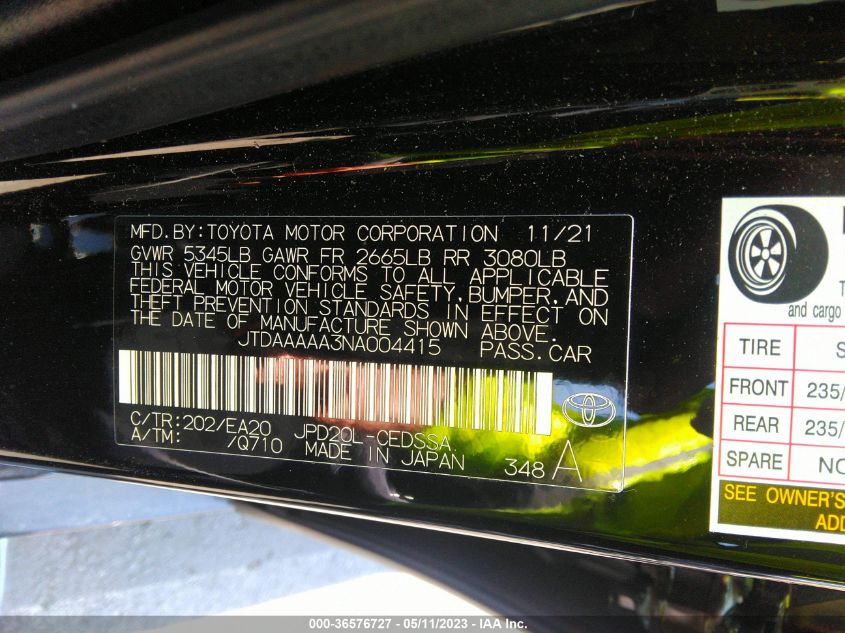 MFD.BY:TOYOTA MOTOR CORPORATION 11/21
GVWR 5345LB GAWR FR 2665LB RR 3080LB
THIS VEHICLE CONFORMS TO ALL APPLICABLE
FEDERAL MOTOR VEHICLE SAFETY,BUMPER,AND
THEFT PREVENTION STANDARDS IN EFFECT ON
THE DATE OF MANUFACTURE SHOWN ABOVE.
JTDAAAAA3NA004415 PASS.CAR
C/TR:202/EA20 JPD20L-CEDSSA
A/TM: /Q710 MADE IN JAPAN 348 A
and cargo
TIRE S
FRONT 235/
REAR 235/
SPARE NO
SEE OWNER'S
ADD
000-36576727 - 05/11/2023 - IAA Inc.